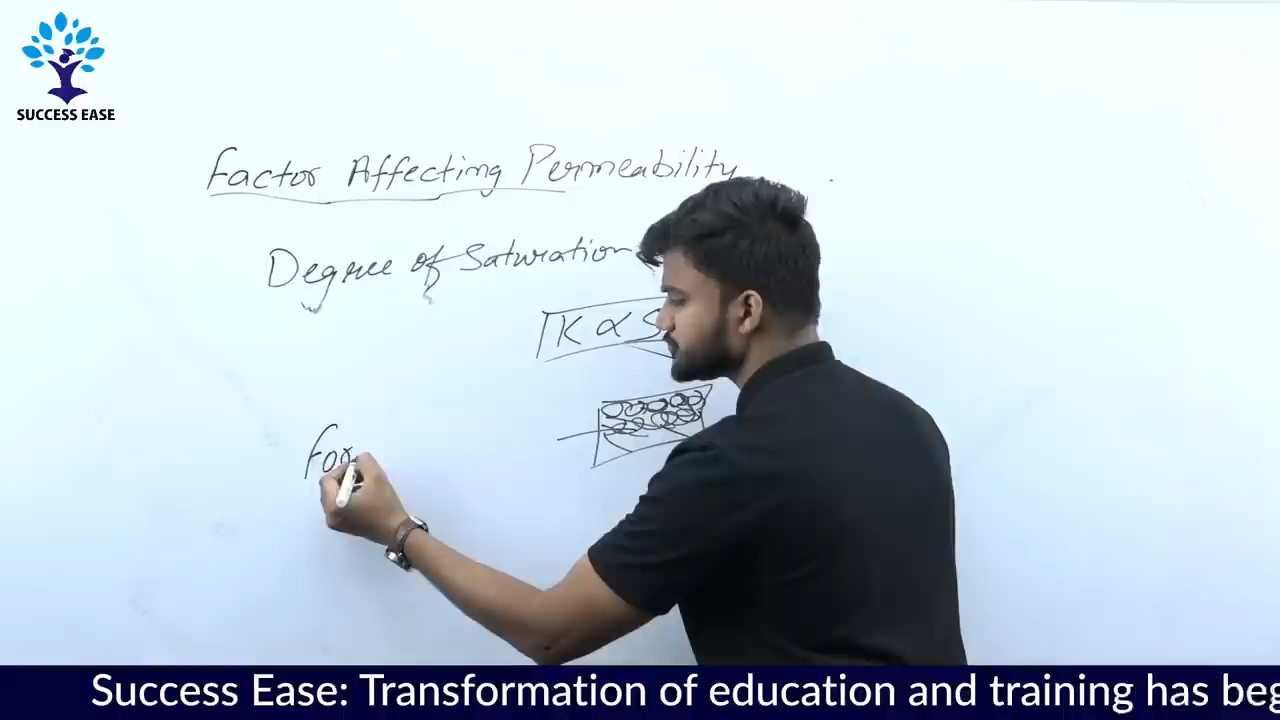 SUCCESS EASE
Factor Affecting Permeability
Degree of Saturation
K ∝ S
For
Success Ease: Transformation of education and training has beg